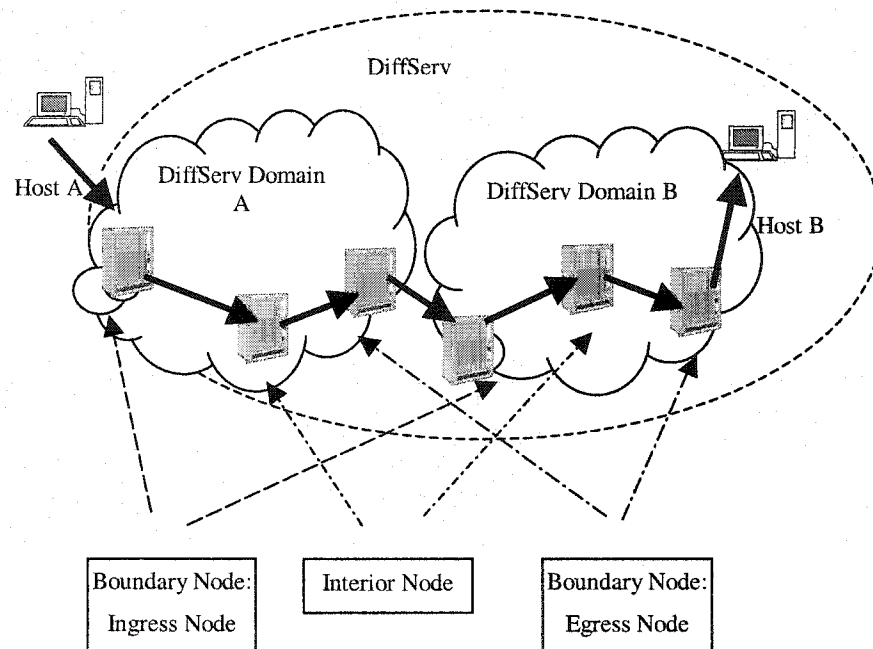 DiffServ
Host A
DiffServ Domain
A
DiffServ Domain B
Host B
Boundary Node:
Ingress Node
Interior Node
Boundary Node:
Egress Node